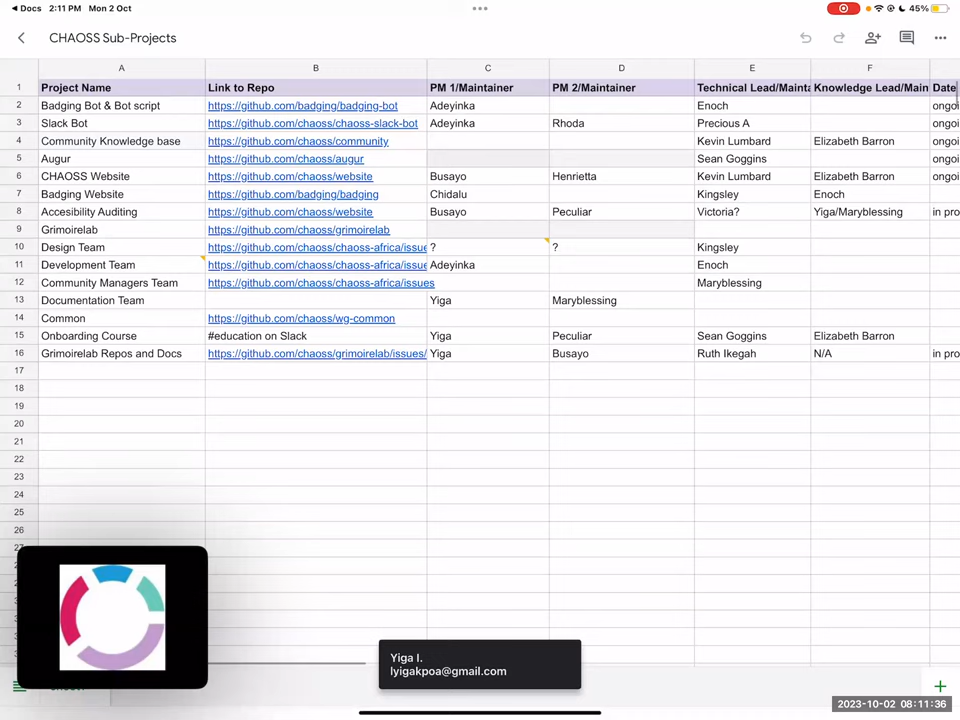 Docs 2:11 PM Mon 2 Oct 45%
CHAOSS Sub-Projects
A B C D E F
1 Project Name Link to Repo PM 1/Maintainer PM 2/Maintainer Technical Lead/Mainta Knowledge Lead/Main Date
2 Badging Bot & Bot script https://github.com/badging/badging-bot Adeyinka Enoch ongoi
3 Slack Bot https://github.com/chaoss/chaoss-slack-bot Adeyinka Rhoda Precious A ongoi
4 Community Knowledge base https://github.com/chaoss/community Kevin Lumbard Elizabeth Barron ongoi
5 Augur https://github.com/chaoss/augur Sean Goggins ongoi
6 CHAOSS Website https://github.com/chaoss/website Busayo Henrietta Kevin Lumbard Elizabeth Barron ongoi
7 Badging Website https://github.com/badging/badging Chidalu Kingsley Enoch
8 Accesibility Auditing https://github.com/chaoss/website Busayo Peculiar Victoria? Yiga/Maryblessing in pro
9 Grimoirelab https://github.com/chaoss/grimoirelab
10 Design Team https://github.com/chaoss/chaoss-africa/issue ? ? Kingsley
11 Development Team https://github.com/chaoss/chaoss-africa/issue Adeyinka Enoch
12 Community Managers Team https://github.com/chaoss/chaoss-africa/issues Maryblessing
13 Documentation Team Yiga Maryblessing
14 Common https://github.com/chaoss/wg-common
15 Onboarding Course #education on Slack Yiga Peculiar Sean Goggins Elizabeth Barron
16 Grimoirelab Repos and Docs https://github.com/chaoss/grimoirelab/issues/ Yiga Busayo Ruth Ikegah N/A in pro
17
18
19
20
21
22
23
24
25
26
27
Yiga I.
lyigakpoa@gmail.com
2023-10-02 08:11:36